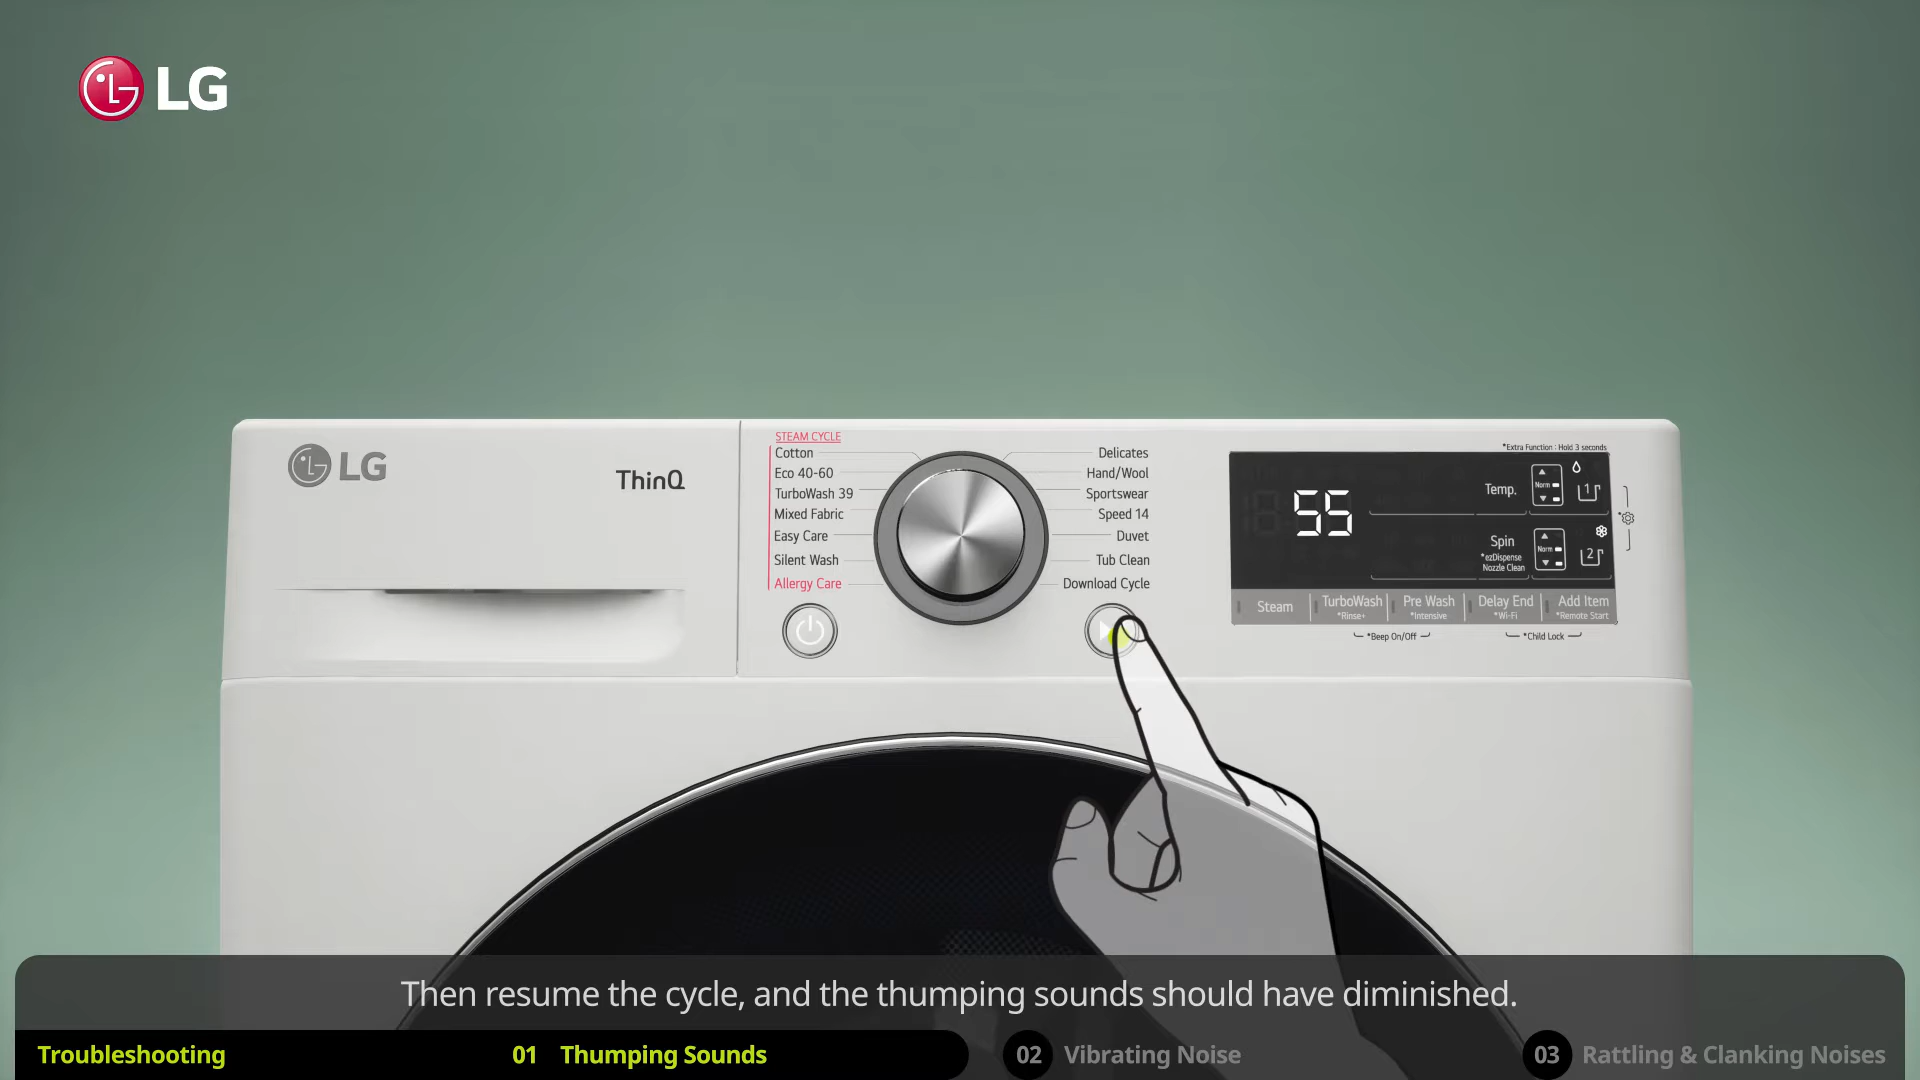 LG
LG
ThinQ
STEAM CYCLE
Cotton
Eco 40-60
TurboWash 39
Mixed Fabric
Easy Care
Silent Wash
Allergy Care
Delicates
Hand/Wool
Sportswear
Speed 14
Duvet
Tub Clean
Download Cycle
*Extra Function : Hold 3 seconds
55
Temp.
Norm
1
Spin
*ezDispense
Nozzle Clean
Norm
2
Steam
TurboWash
*Rinse+
Pre Wash
*Intensive
Delay End
*Wi-Fi
Add Item
*Remote Start
*Beep On/Off
*Child Lock
Then resume the cycle, and the thumping sounds should have diminished.
Troubleshooting
01 Thumping Sounds
02 Vibrating Noise
03 Rattling & Clanking Noises